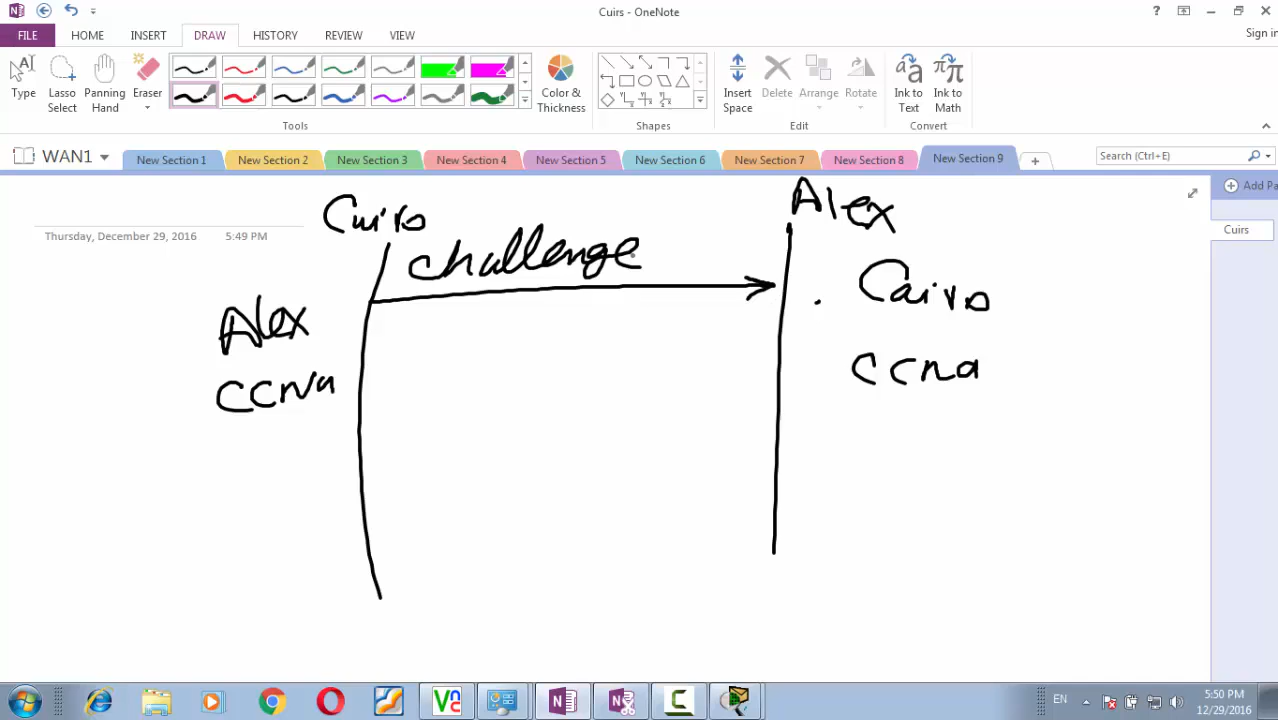 Cuirs - OneNote
? Sign in
FILE HOME INSERT DRAW HISTORY REVIEW VIEW
Type Lasso Select Panning Hand Eraser Color & Thickness Insert Space Delete Arrange Rotate Ink to Text Ink to Math
Tools Shapes Edit Convert
WAN1 New Section 1 New Section 2 New Section 3 New Section 4 New Section 5 New Section 6 New Section 7 New Section 8 New Section 9 Search (Ctrl+E)
Add Pa
Cuirs
Thursday, December 29, 2016 5:49 PM
Cairo
Alex
challenge
Alex
CCNa
Cairo
ccna
EN
5:50 PM
12/29/2016